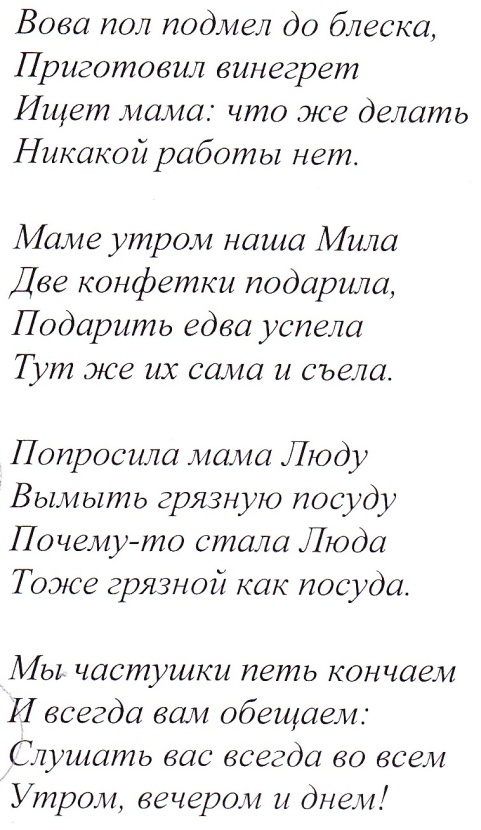 Вова пол подмел до блеска,
Приготовил винегрет
Ищет мама: что же делать
Никакой работы нет.

Маме утром наша Мила
Две конфетки подарила,
Подарить едва успела
Тут же их сама и съела.

Попросила мама Люду
Вымыть грязную посуду
Почему-то стала Люда
Тоже грязной как посуда.

Мы частушки петь кончаем
И всегда вам обещаем:
Слушать вас всегда во всем
Утром, вечером и днем!